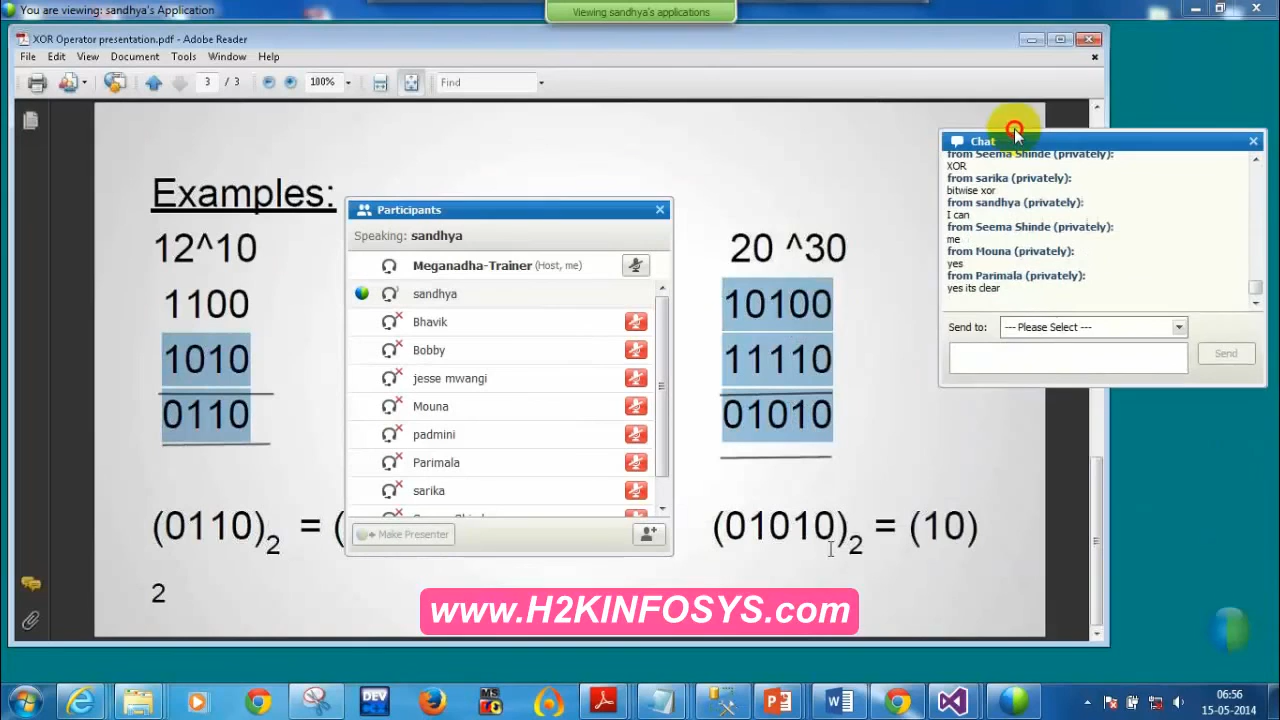 You are viewing: sandhya's Application
Viewing sandhya's applications
XOR Operator presentation.pdf - Adobe Reader
File Edit View Document Tools Window Help
3 / 3 100% Find
Examples:
12^10
1100
1010
0110
(0110)2 = (
2
Participants
Speaking: sandhya
Meganadha-Trainer (Host, me)
sandhya
Bhavik
Bobby
jesse mwangi
Mouna
padmini
Parimala
sarika
Make Presenter
20 ^30
10100
11110
01010
(01010)2 = (10)
Chat
from Seema Shinde (privately):
XOR
from sarika (privately):
bitwise xor
from sandhya (privately):
I can
from Seema Shinde (privately):
me
from Mouna (privately):
yes
from Parimala (privately):
yes its clear
Send to: --- Please Select ---
Send
www.H2KINFOSYS.com
DEV
MS
06:56
15-05-2014